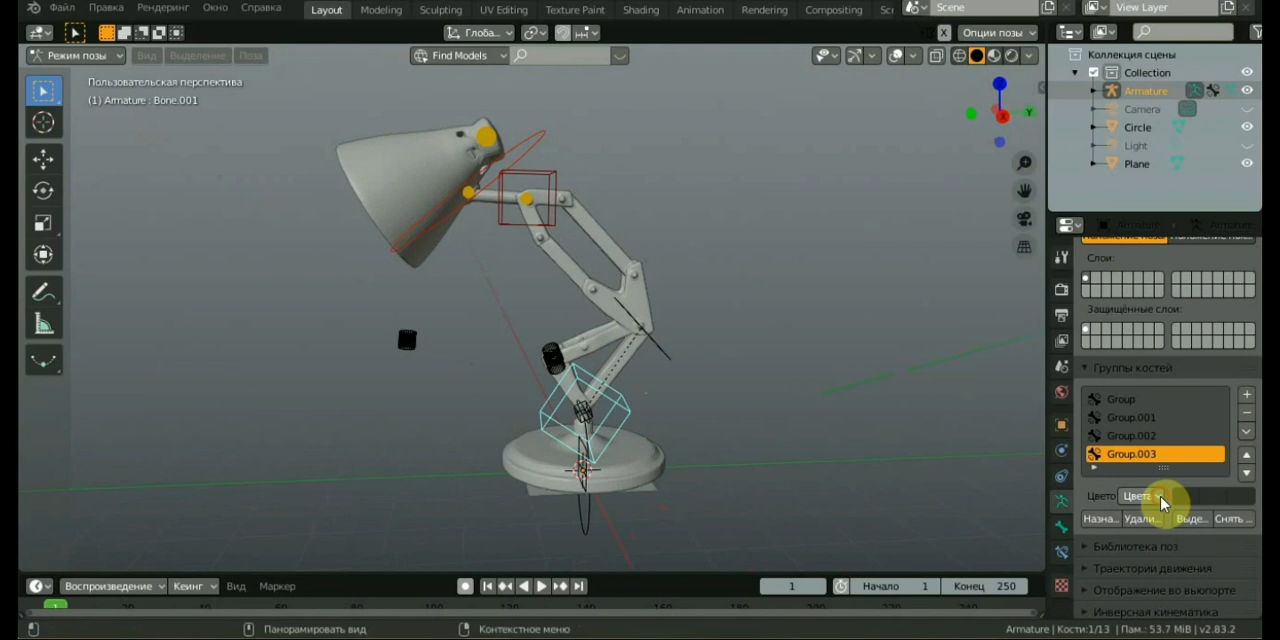 Файл Правка Рендеринг Окно Справка Layout Modeling Sculpting UV Editing Texture Paint Shading Animation Rendering Compositing Scene View Layer
Глоба... X Опции позы
Режим позы Вид Выделение Поза Find Models
Пользовательская перспектива
(1) Armature : Bone.001
Коллекция сцены
Collection
Armature
Camera
Circle
Light
Plane
Слои:
Защищённые слои:
Группы костей
Group
Group.001
Group.002
Group.003
Цвето Цвета
Назна... Удали... Выде... Снять ...
Библиотека поз
Траектории движения
Отображение во вьюпорте
Инверсная кинематика
Воспроизведение Кеинг Вид Маркер 1 Начало 1 Конец 250
1
Панорамировать вид Контекстное меню Armature | Кости:1/13 | Пам.: 53.7 MiB | v2.83.2